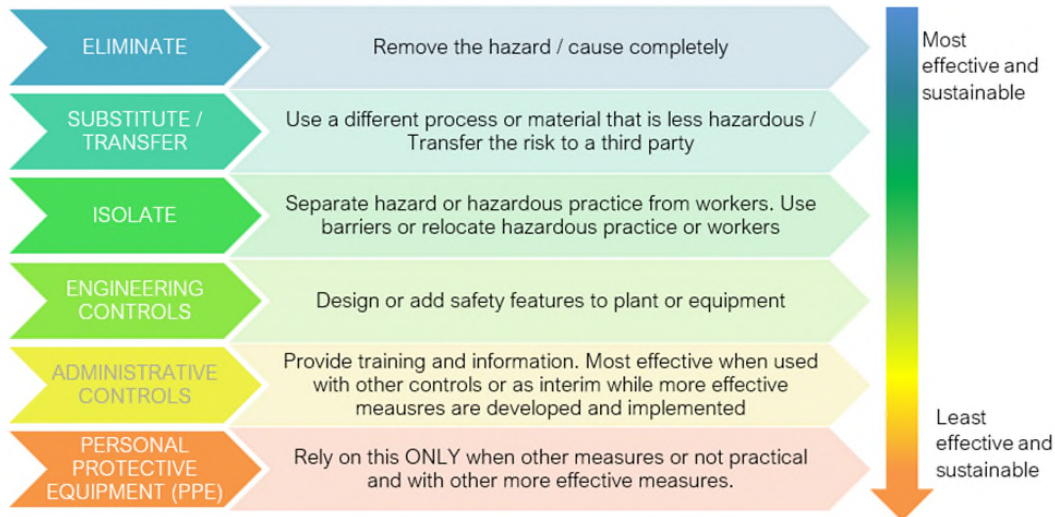 ELIMINATE
Remove the hazard / cause completely
SUBSTITUTE /
TRANSFER
Use a different process or material that is less hazardous /
Transfer the risk to a third party
ISOLATE
Separate hazard or hazardous practice from workers. Use
barriers or relocate hazardous practice or workers
ENGINEERING
CONTROLS
Design or add safety features to plant or equipment
ADMINISTRATIVE
CONTROLS
Provide training and information. Most effective when used
with other controls or as interim while more effective
meausres are developed and implemented
PERSONAL
PROTECTIVE
EQUIPMENT (PPE)
Rely on this ONLY when other measures or not practical
and with other more effective measures.
Most
effective and
sustainable
Least
effective and
sustainable